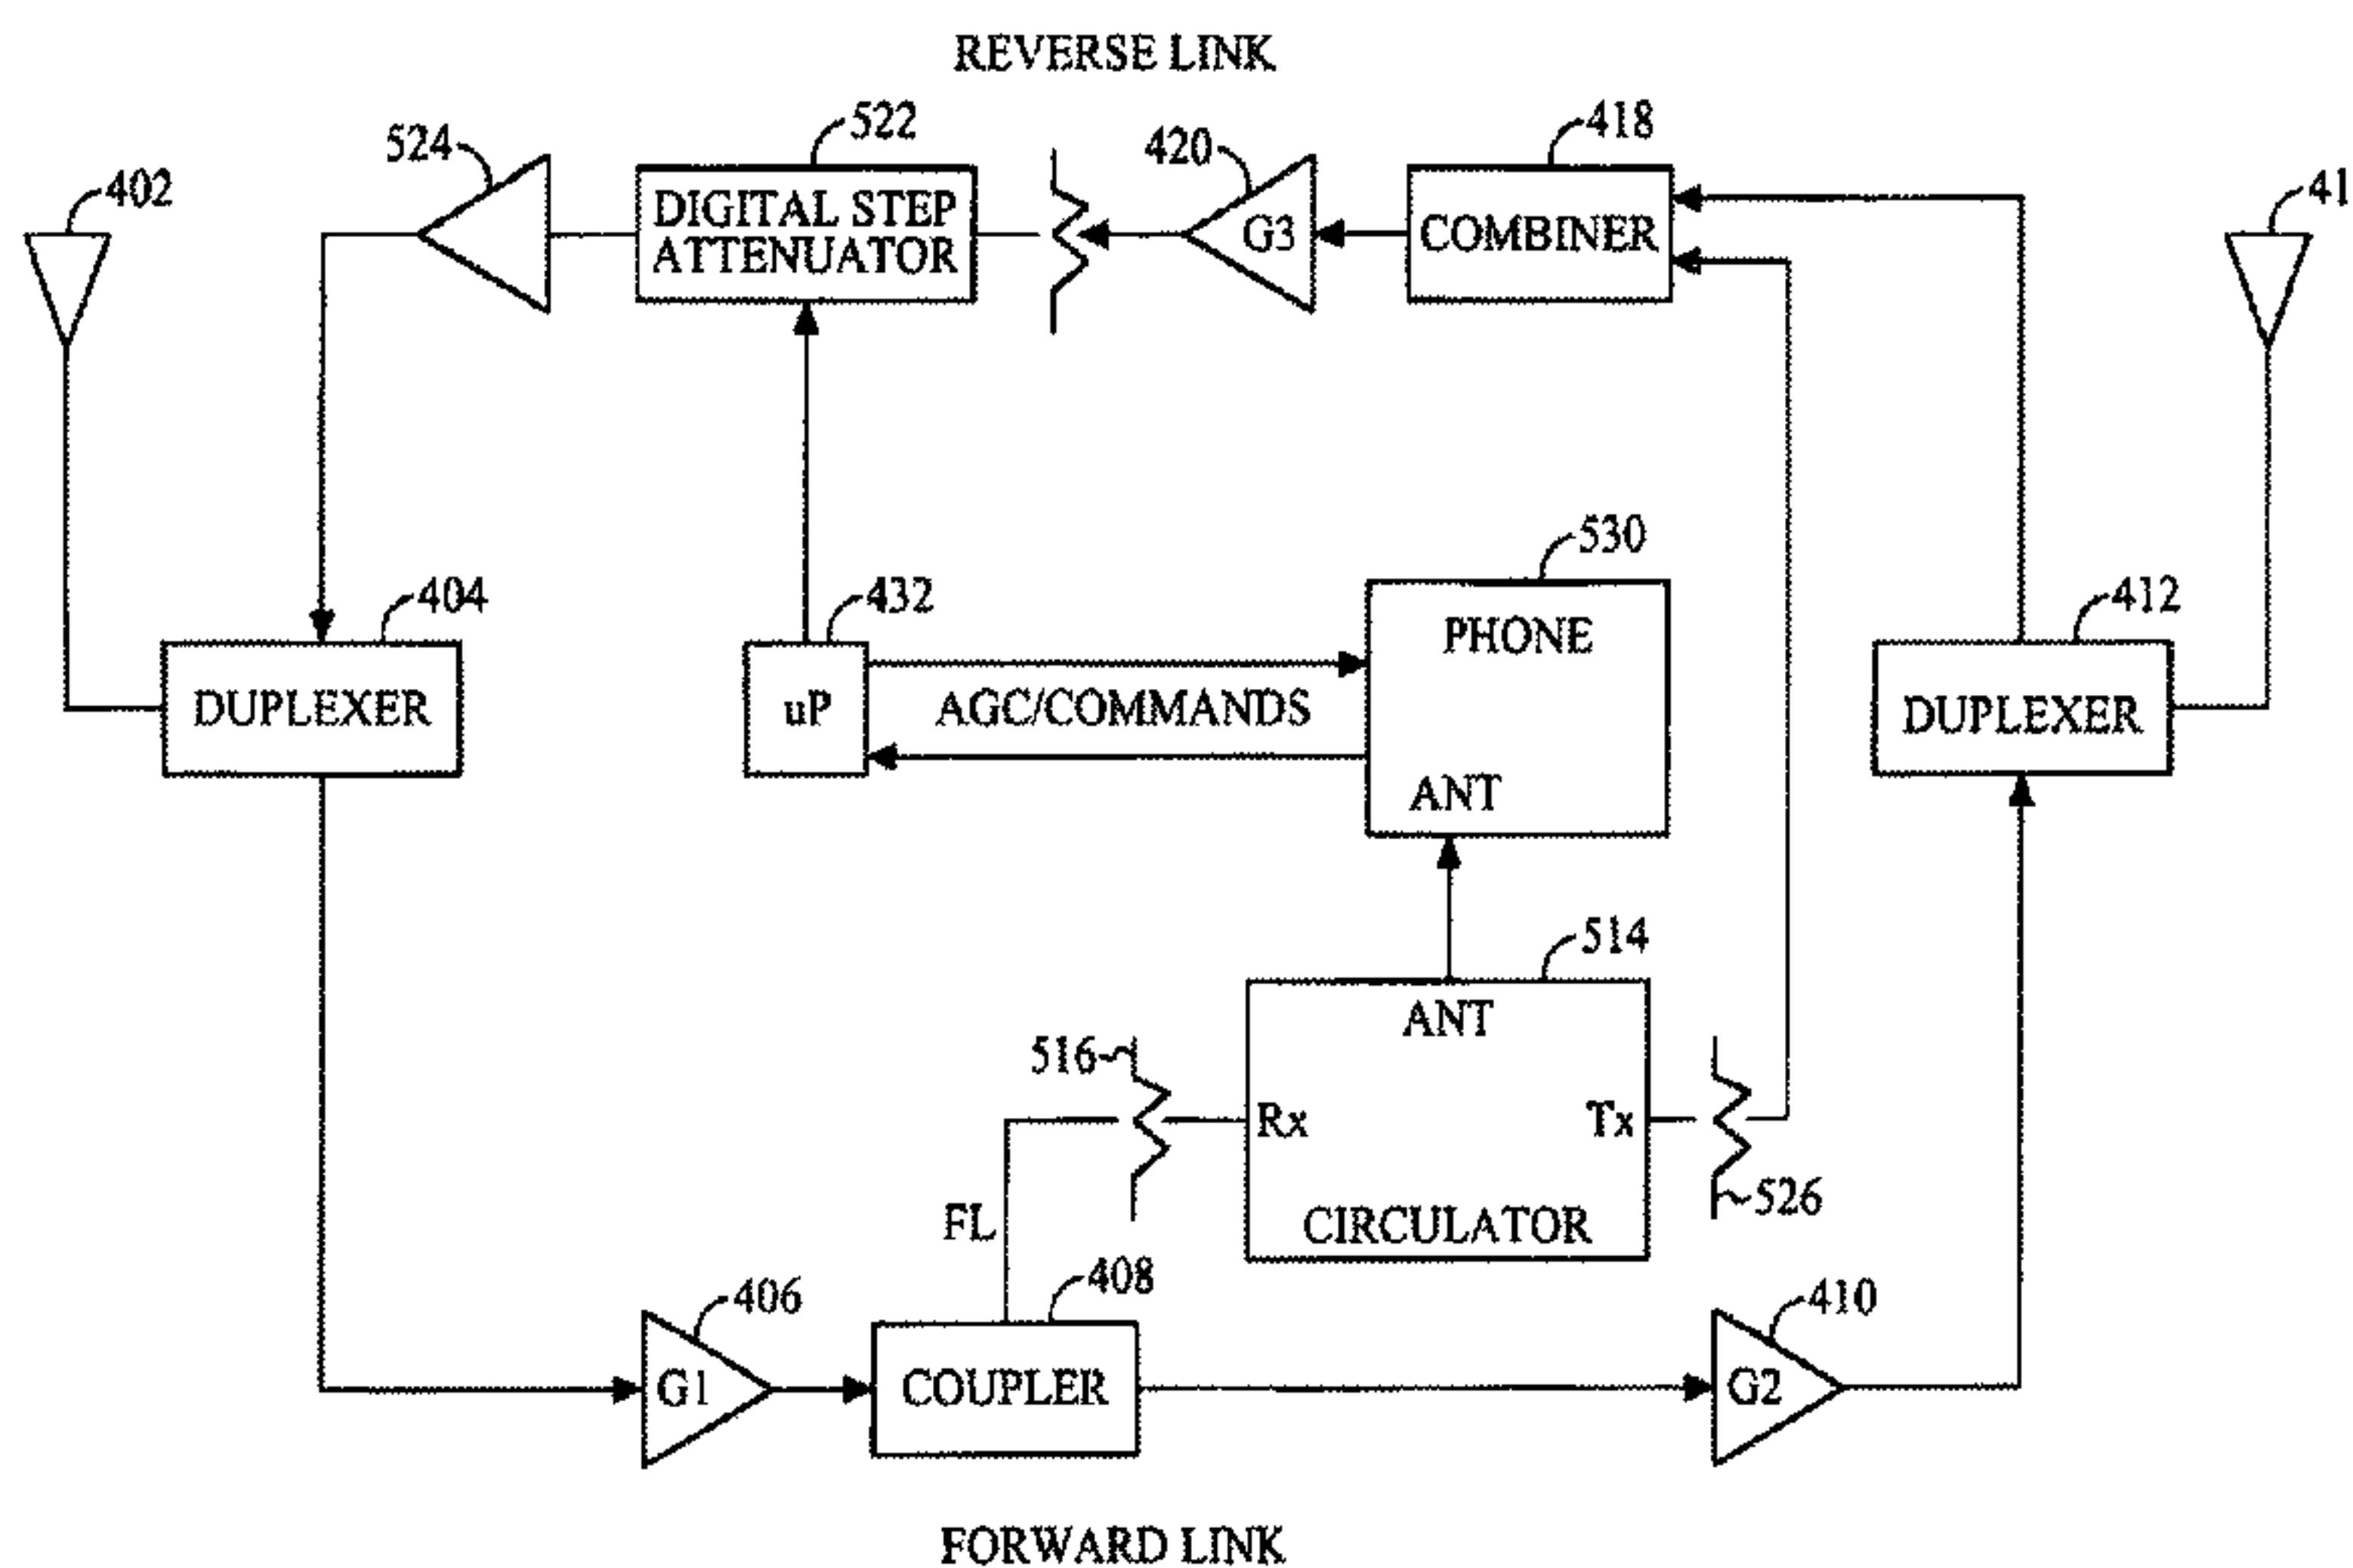 REVERSE LINK
522
418
524
420
402
41
DIGITAL STEP
ATTENUATOR
G3
COMBINER
530
404
432
412
PHONE
DUPLEXER
uP
AGC/COMMANDS
DUPLEXER
ANT
514
ANT
516
Rx
Tx
526
FL
CIRCULATOR
408
406
410
G1
COUPLER
G2
FORWARD LINK